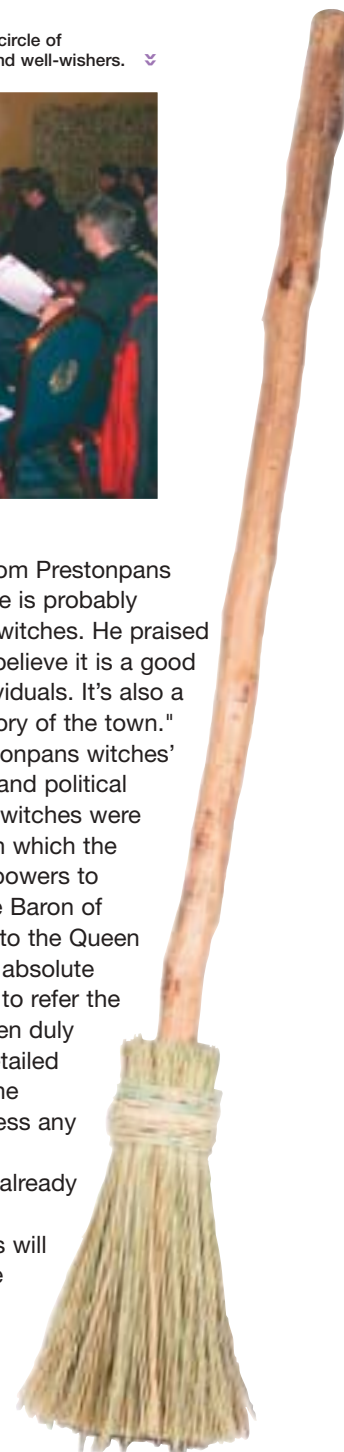 circle of
nd well-wishers.
om Prestonpans
e is probably
witches. He praised
believe it is a good
viduals. It's also a
ory of the town."
onpans witches'
and political
witches were
n which the
powers to
e Baron of
to the Queen
absolute
to refer the
en duly
tailed
ne
ess any
already
s will
e